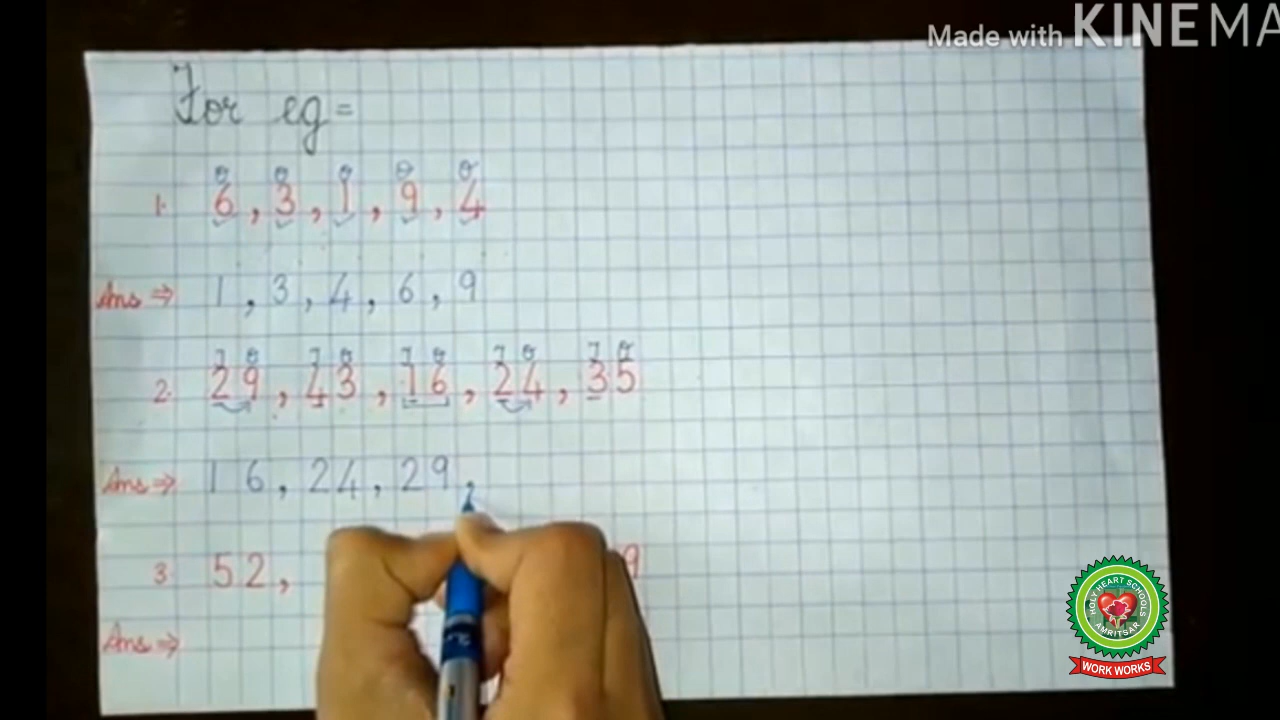 Made with KINEMA
For eg =
O O O O O
1. 6, 3, 1, 9, 4
Ans ⇒ 1, 3, 4, 6, 9
T O T O T O T O T O
2. 29, 43, 16, 24, 35
Ans ⇒ 16, 24, 29,
3. 52, 9
Ans ⇒
HOLY HEART SCHOOLS
AMRITSAR
WORK WORKS